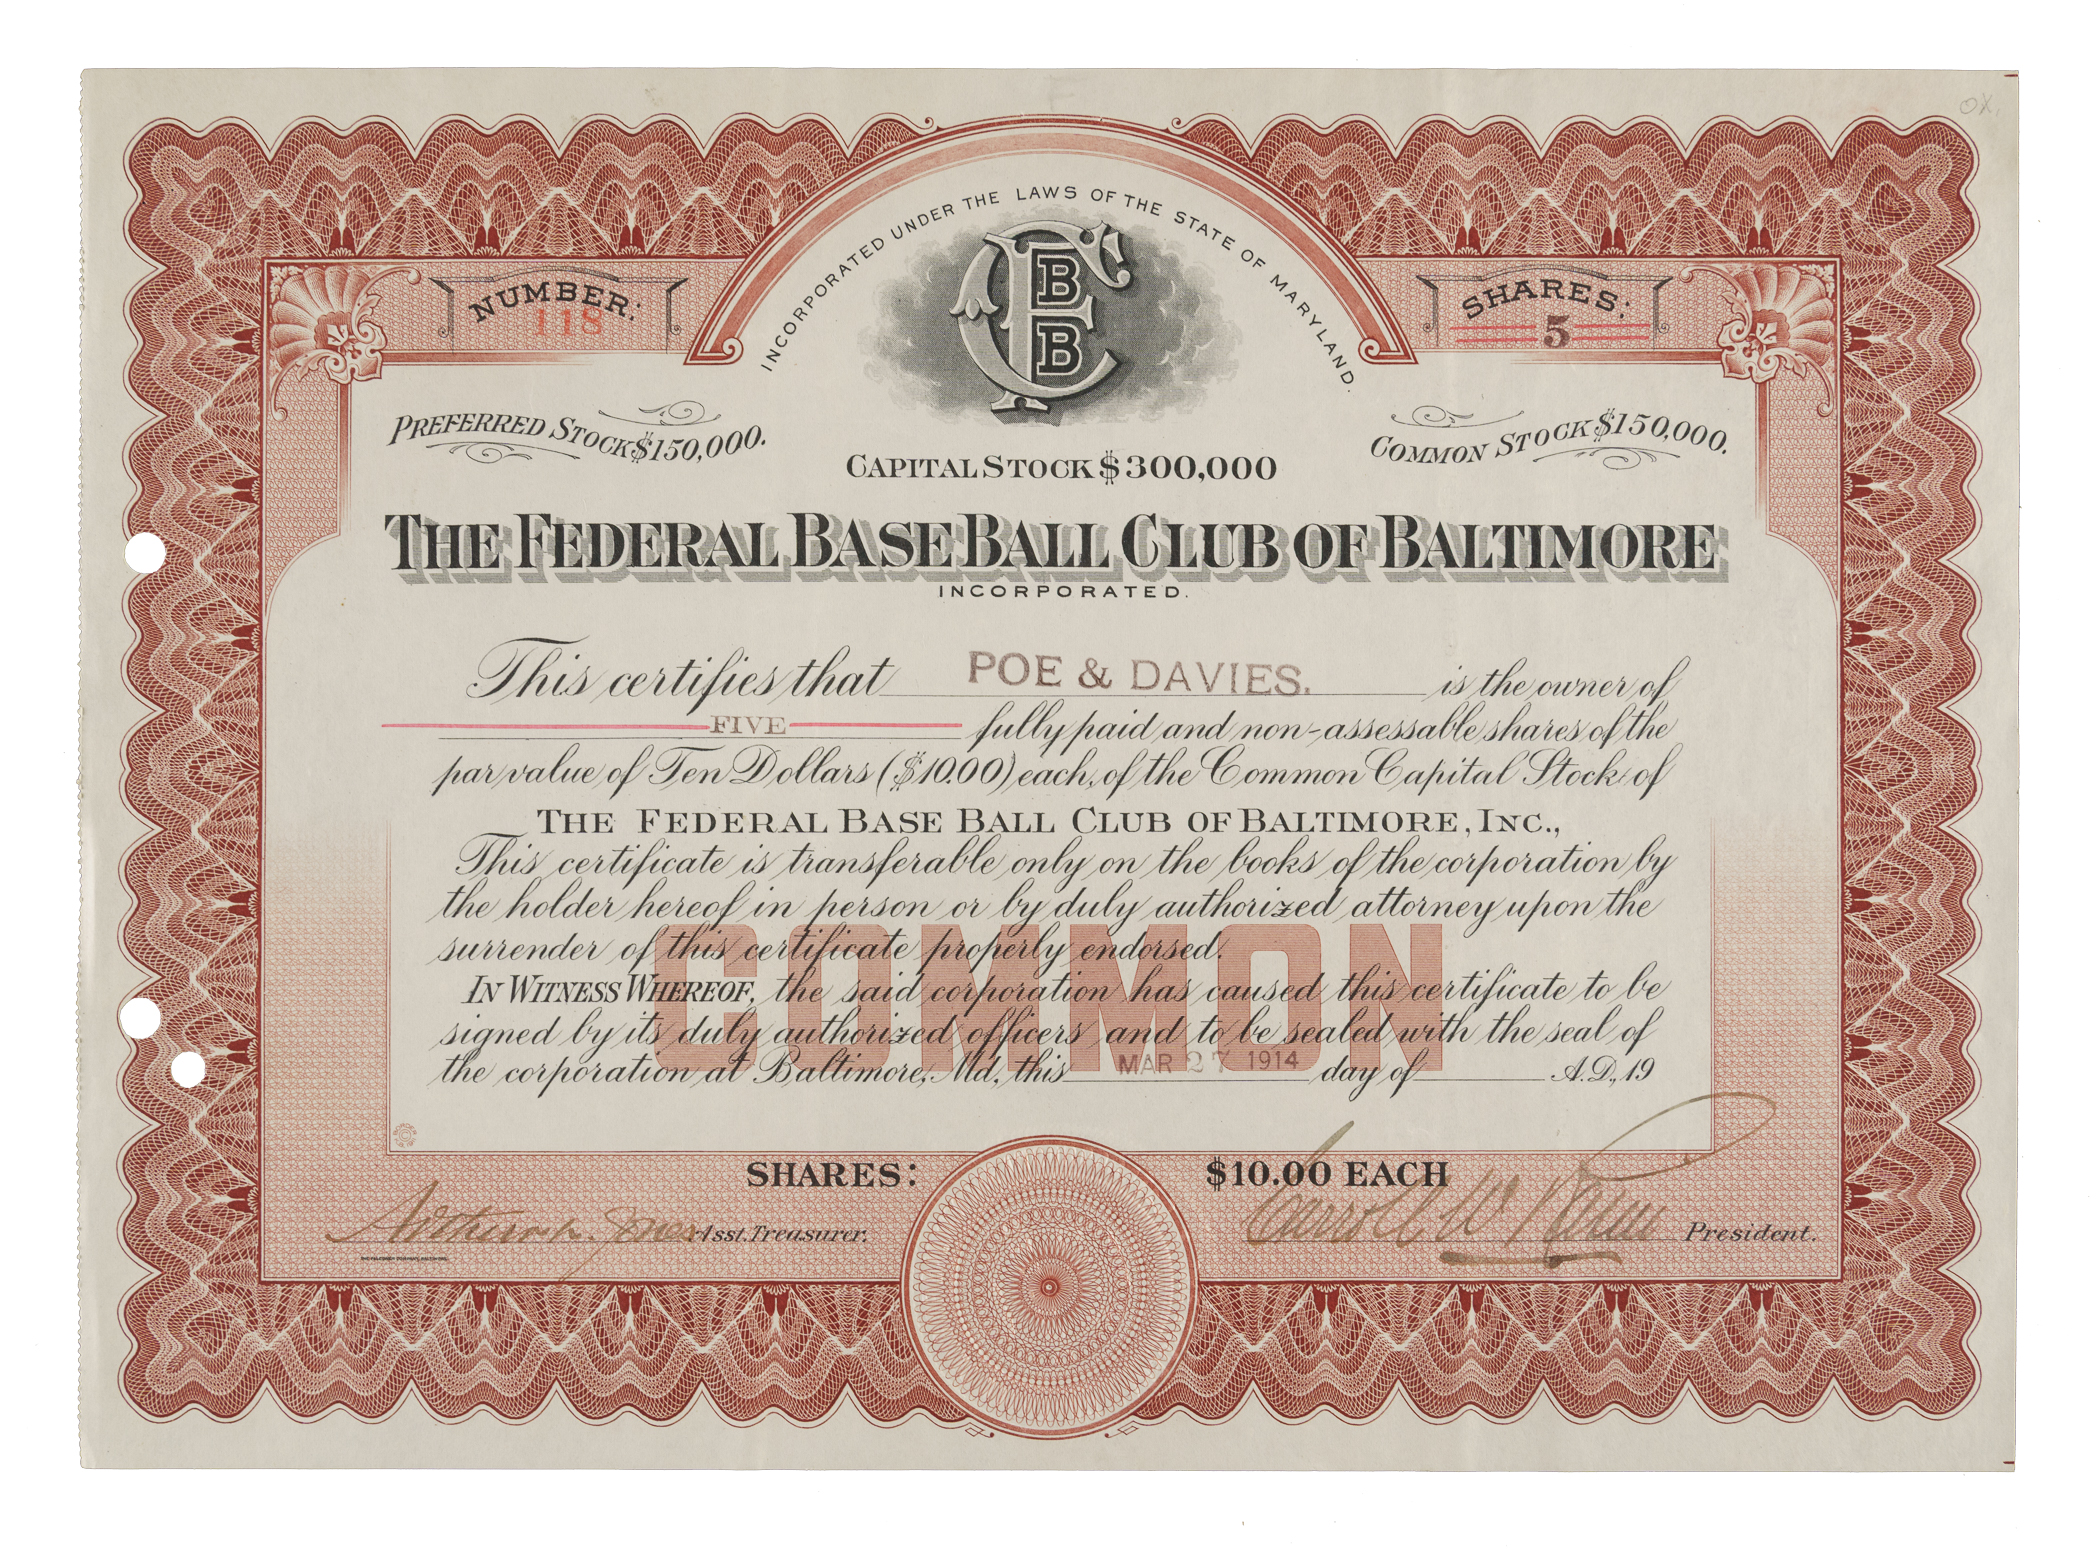 OX.
INCORPORATED UNDER THE LAWS OF THE STATE OF MARYLAND.
NUMBER:
118
SHARES:
5
F C B B
PREFERRED STOCK $150,000.
COMMON STOCK $150,000.
CAPITAL STOCK $300,000
THE FEDERAL BASE BALL CLUB OF BALTIMORE
INCORPORATED.
This certifies that POE & DAVIES. is the owner of
FIVE fully paid and non-assessable shares of the
par value of Ten Dollars ($10.00) each, of the Common Capital Stock of
THE FEDERAL BASE BALL CLUB OF BALTIMORE, INC.,
This certificate is transferable only on the books of the corporation by
the holder hereof in person or by duly authorized attorney upon the
surrender of this certificate properly endorsed.
COMMON
IN WITNESS WHEREOF, the said corporation has caused this certificate to be
signed by its duly authorized officers and to be sealed with the seal of
the corporation at Baltimore, Md., this MAR 27 1914 day of A.D., 19
SHARES: $10.00 EACH
Jones Asst. Treasurer.
Carroll W President.